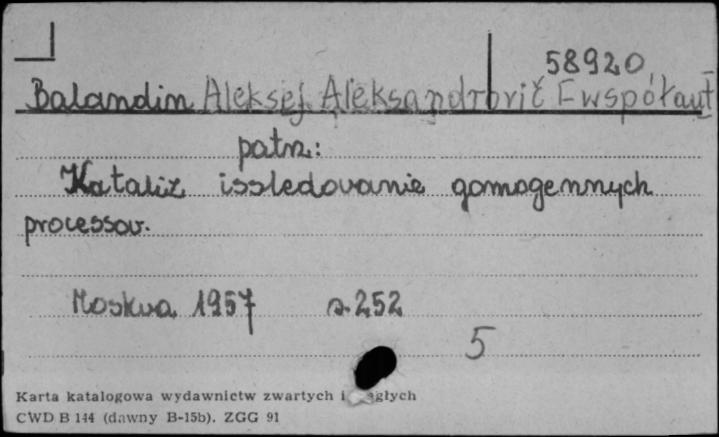 58920
Balandin Aleksej Aleksandrovič [współaut]
patrz:
Kataliz issledovanie gomogennych
processov.
Moskva 1957 s. 252
5
Karta katalogowa wydawnictw zwartych i
CWD B 144 (dawny B-15b). ZGG 91